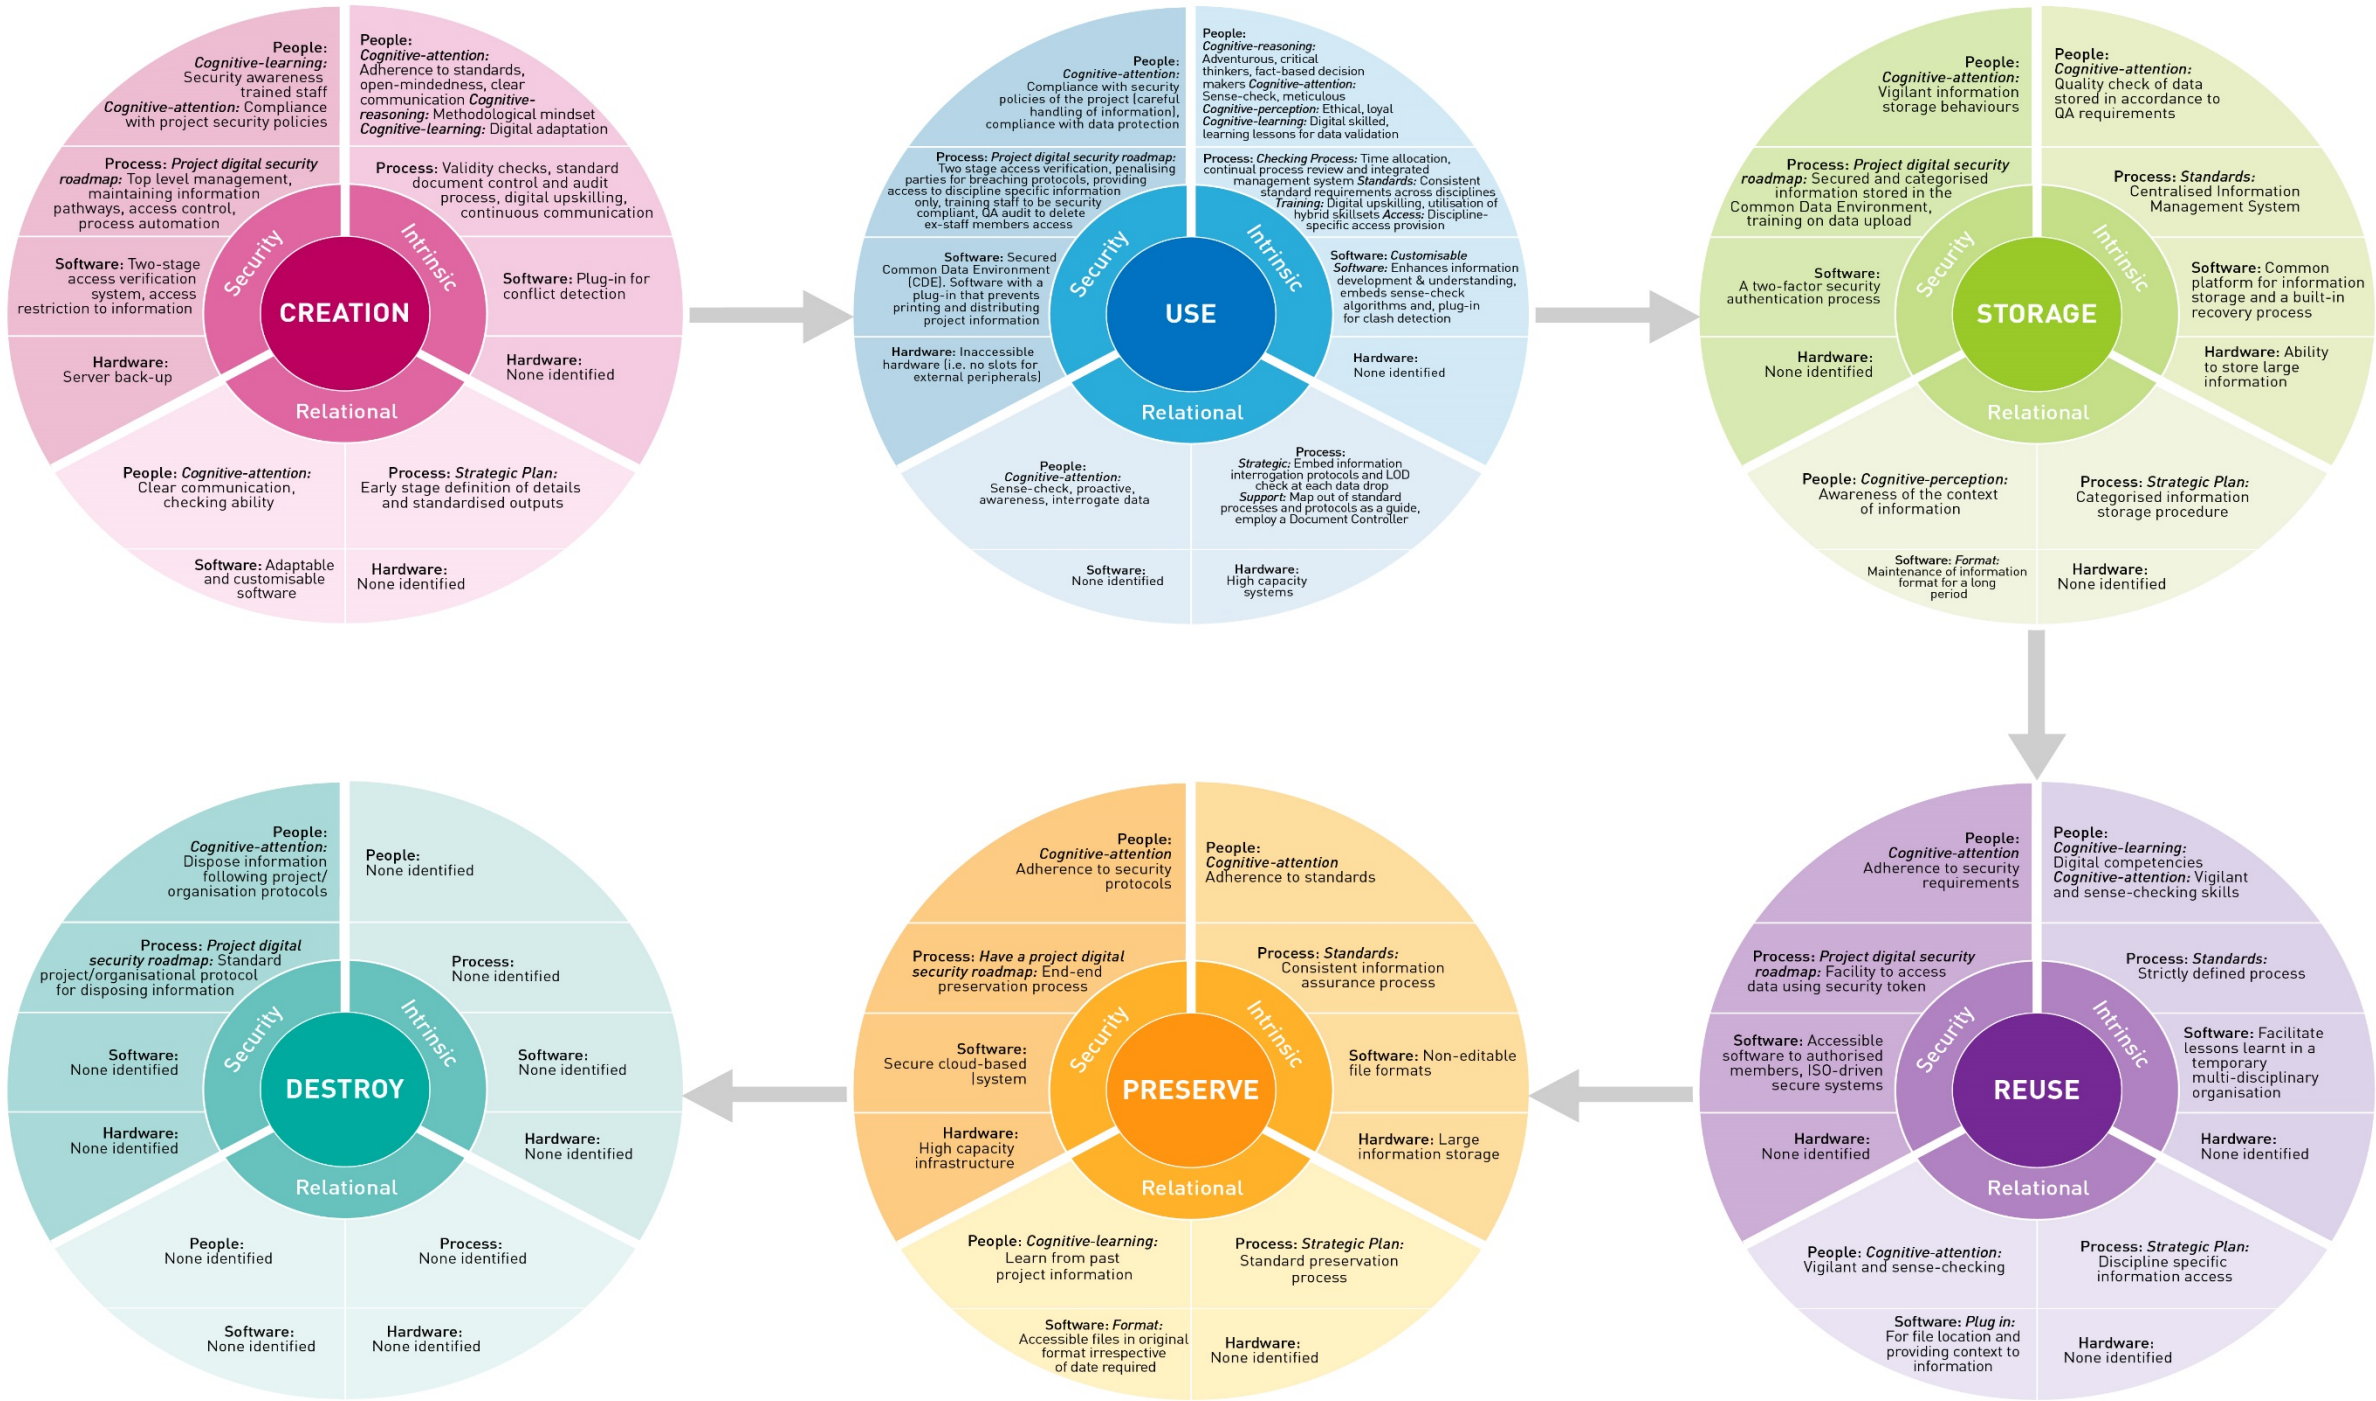 People:
Cognitive-learning:
Security awareness
trained staff
Cognitive-attention: Compliance
with project security policies
Process: Project digital security
roadmap: Top level management,
maintaining information
pathways, access control,
process automation
Software: Two-stage
access verification
system, access
restriction to information
Hardware:
Server back-up
Security
People:
Cognitive-attention:
Adherence to standards,
open-mindedness, clear
communication Cognitive-
reasoning: Methodological mindset
Cognitive-learning: Digital adaptation
Process: Validity checks, standard
document control and audit
process, digital upskilling,
continuous communication
Software: Plug-in for
conflict detection
Hardware:
None identified
Intrinsic
CREATION
Relational
People: Cognitive-attention:
Clear communication,
checking ability
Process: Strategic Plan:
Early stage definition of details
and standardised outputs
Software: Adaptable
and customisable
software
Hardware:
None identified
People:
Cognitive-attention:
Compliance with security
policies of the project (careful
handling of information),
compliance with data protection
Process: Project digital security roadmap:
Two stage access verification, penalising
parties for breaching protocols, providing
access to discipline specific information
only, training staff to be security
compliant, QA audit to delete
ex-staff members access
Software: Secured
Common Data Environment
(CDE). Software with a
plug-in that prevents
printing and distributing
project information
Hardware: Inaccessible
hardware (i.e. no slots for
external peripherals)
Security
People:
Cognitive-reasoning:
Adventurous, critical
thinkers, fact-based decision
makers Cognitive-attention:
Sense-check, meticulous
Cognitive-perception: Ethical, loyal
Cognitive-learning: Digital skilled,
learning lessons for data validation
Process: Checking Process: Time allocation,
continual process review and integrated
management system Standards: Consistent
standard requirements across disciplines
Training: Digital upskilling, utilisation of
hybrid skillsets Access: Discipline-
specific access provision
Software: Customisable
Software: Enhances information
development & understanding,
embeds sense-check
algorithms and, plug-in
for clash detection
Hardware:
None identified
Intrinsic
USE
Relational
People:
Cognitive-attention:
Sense-check, proactive,
awareness, interrogate data
Process:
Strategic: Embed information
interrogation protocols and LOD
check at each data drop
Support: Map out of standard
processes and protocols as a guide,
employ a Document Controller
Software:
None identified
Hardware:
High capacity
systems
People:
Cognitive-attention:
Vigilant information
storage behaviours
Process: Project digital security
roadmap: Secured and categorised
information stored in the
Common Data Environment,
training on data upload
Software:
A two-factor security
authentication process
Hardware:
None identified
Security
People:
Cognitive-attention:
Quality check of data
stored in accordance to
QA requirements
Process: Standards:
Centralised Information
Management System
Software: Common
platform for information
storage and a built-in
recovery process
Hardware: Ability
to store large
information
Intrinsic
STORAGE
Relational
People: Cognitive-perception:
Awareness of the context
of information
Process: Strategic Plan:
Categorised information
storage procedure
Software: Format:
Maintenance of information
format for a long
period
Hardware:
None identified
People:
Cognitive-attention:
Dispose information
following project/
organisation protocols
Process: Project digital
security roadmap: Standard
project/organisational protocol
for disposing information
Software:
None identified
Hardware:
None identified
Security
People:
None identified
Process:
None identified
Software:
None identified
Hardware:
None identified
Intrinsic
DESTROY
Relational
People:
None identified
Process:
None identified
Software:
None identified
Hardware:
None identified
People:
Cognitive-attention
Adherence to security
protocols
Process: Have a project digital
security roadmap: End-end
preservation process
Software:
Secure cloud-based
|system
Hardware:
High capacity
infrastructure
Security
People:
Cognitive-attention
Adherence to standards
Process: Standards:
Consistent information
assurance process
Software: Non-editable
file formats
Hardware: Large
information storage
Intrinsic
PRESERVE
Relational
People: Cognitive-learning:
Learn from past
project information
Process: Strategic Plan:
Standard preservation
process
Software: Format:
Accessible files in original
format irrespective
of date required
Hardware:
None identified
People:
Cognitive-attention
Adherence to security
requirements
Process: Project digital security
roadmap: Facility to access
data using security token
Software: Accessible
software to authorised
members, ISO-driven
secure systems
Hardware:
None identified
Security
People:
Cognitive-learning:
Digital competencies
Cognitive-attention: Vigilant
and sense-checking skills
Process: Standards:
Strictly defined process
Software: Facilitate
lessons learnt in a
temporary
multi-disciplinary
organisation
Hardware:
None identified
Intrinsic
REUSE
Relational
People: Cognitive-attention:
Vigilant and sense-checking
Process: Strategic Plan:
Discipline specific
information access
Software: Plug in:
For file location and
providing context to
information
Hardware:
None identified